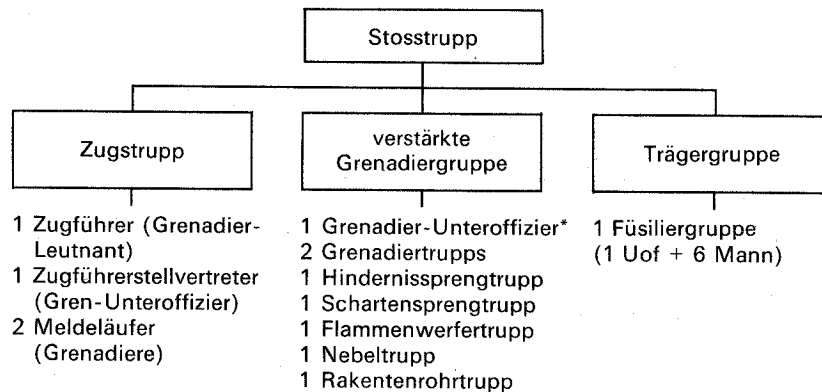 Stosstrupp
Zugstrupp
verstärkte
Grenadiergruppe
Trägergruppe
1 Zugführer (Grenadier-
Leutnant)
1 Zugführerstellvertreter
(Gren-Unteroffizier)
2 Meldeläufer
(Grenadiere)
1 Grenadier-Unteroffizier*
2 Grenadiertrupps
1 Hindernissprengtrupp
1 Schartensprengtrupp
1 Flammenwerfertrupp
1 Nebeltrupp
1 Raketenrohrtrupp
1 Füsiliergruppe
(1 Uof + 6 Mann)